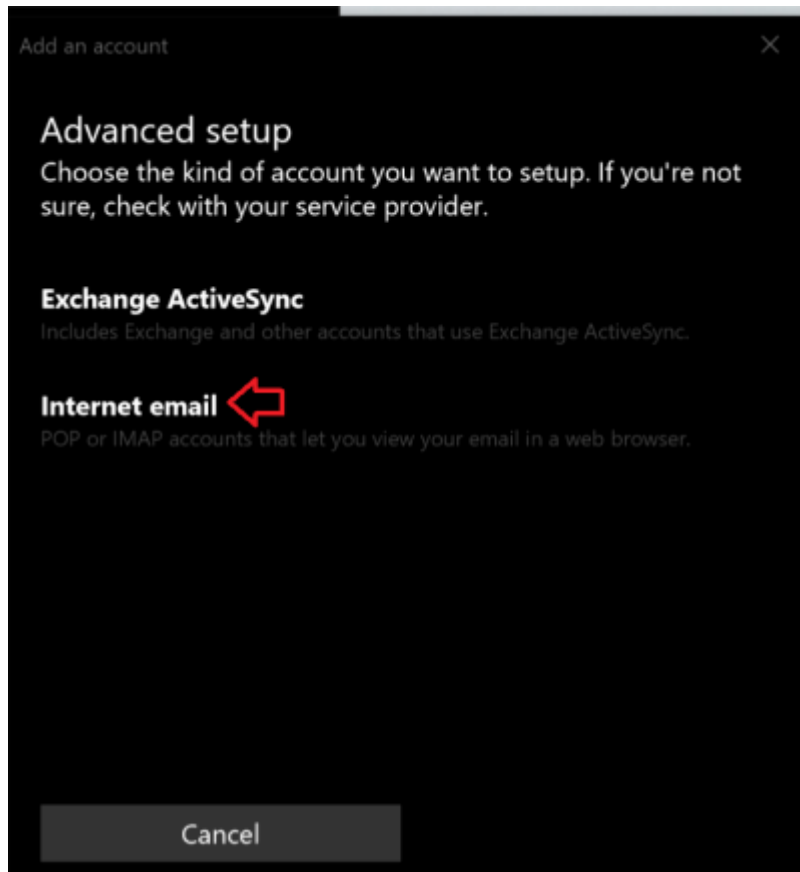 Add an account
Advanced setup
Choose the kind of account you want to setup. If you're not
sure, check with your service provider.
Exchange ActiveSync
Includes Exchange and other accounts that use Exchange ActiveSync.
Internet email
POP or IMAP accounts that let you view your email in a web browser.
Cancel